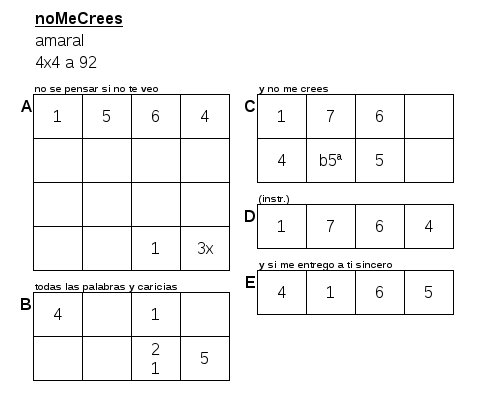 noMeCrees
amaral
4x4 a 92
no se pensar si no te veo
A
1 5 6 4
1 3x
todas las palabras y caricias
B
4 1
2 5
1
y no me crees
C
1 7 6
4 b5ª 5
(instr.)
D
1 7 6 4
y si me entrego a ti sincero
E
4 1 6 5